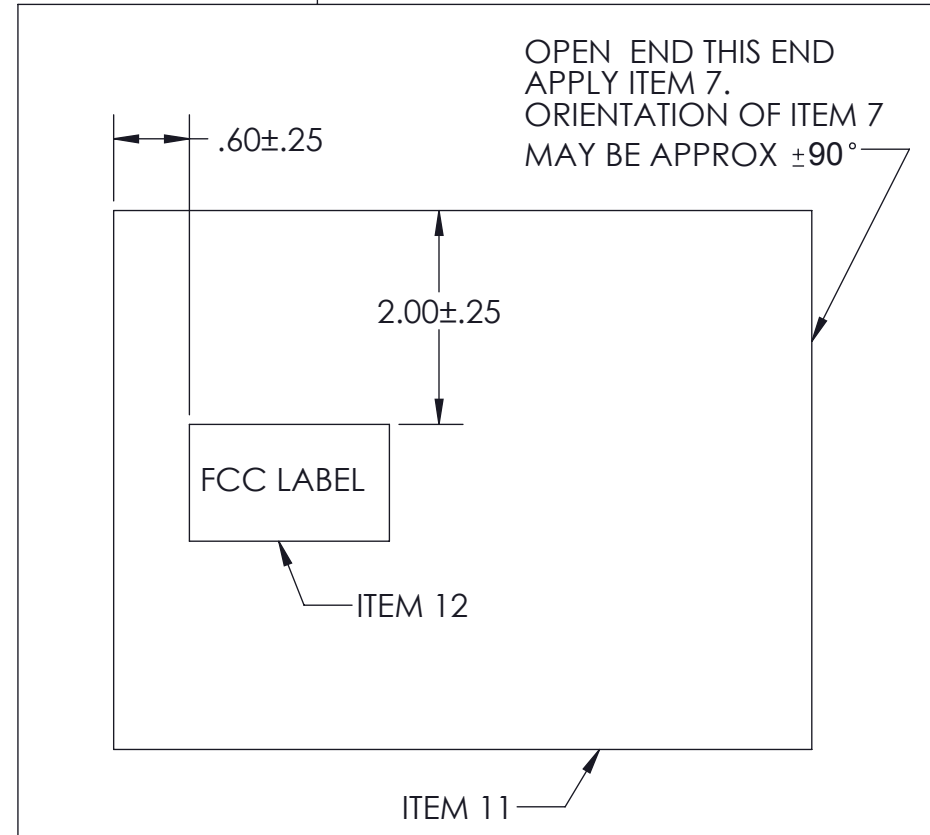 OPEN  END THIS END
APPLY ITEM 7.
ORIENTATION OF ITEM 7
MAY BE APPROX ±90°
.60±.25
2.00±.25
FCC LABEL
ITEM 12
ITEM 11